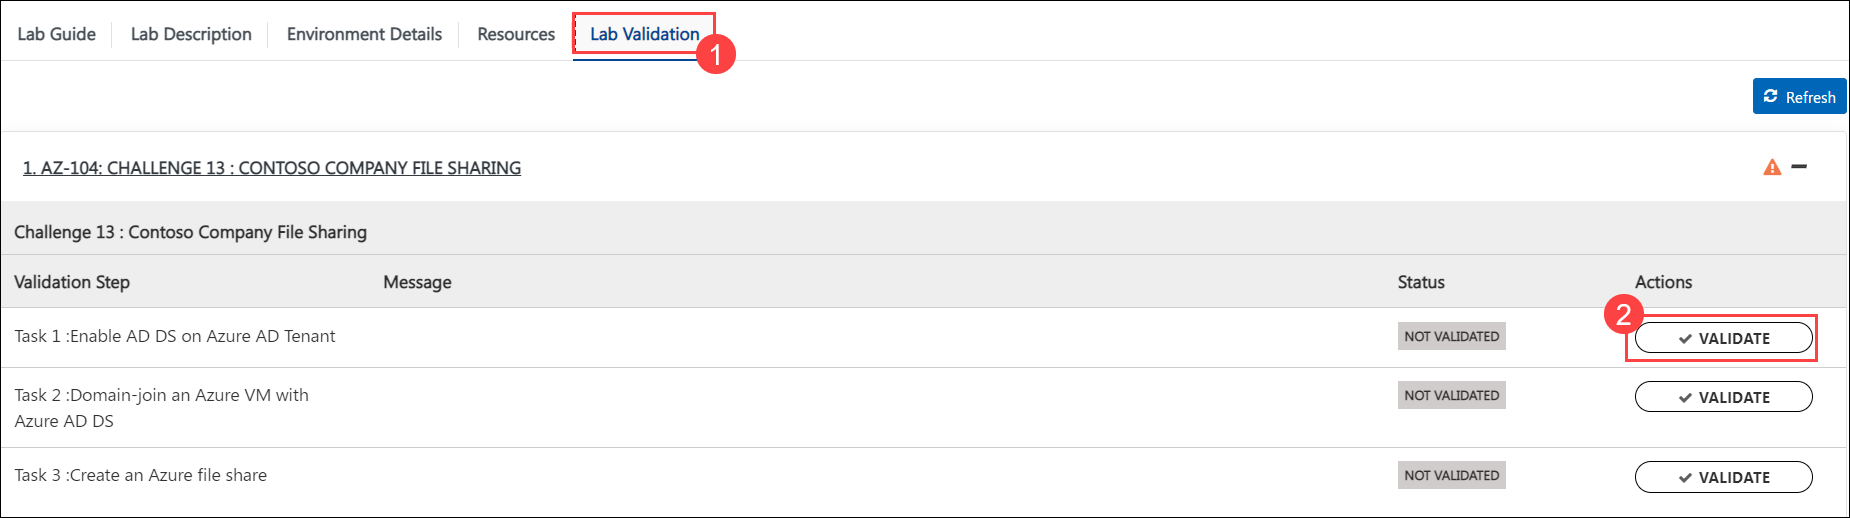 Lab Guide
Lab Description
Environment Details
Resources
Lab Validation
1
Refresh
1. AZ-104: CHALLENGE 13 : CONTOSO COMPANY FILE SHARING
Challenge 13 : Contoso Company File Sharing
Validation Step
Message
Status
Actions
2
Task 1 :Enable AD DS on Azure AD Tenant
NOT VALIDATED
VALIDATE
Task 2 :Domain-join an Azure VM with
Azure AD DS
NOT VALIDATED
VALIDATE
Task 3 :Create an Azure file share
NOT VALIDATED
VALIDATE